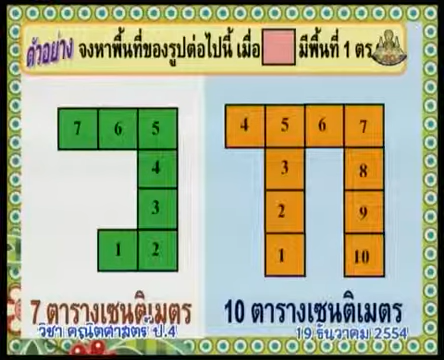 ตัวอย่าง จงหาพื้นที่ของรูปต่อไปนี้ เมื่อ มีพื้นที่ 1 ตร
7 6 5
4
3
1 2
4 5 6 7
3 8
2 9
1 10
7 ตารางเซนติเมตร
10 ตารางเซนติเมตร
วิชา คณิตศาสตร์ ป.4
19 ธันวาคม 2554